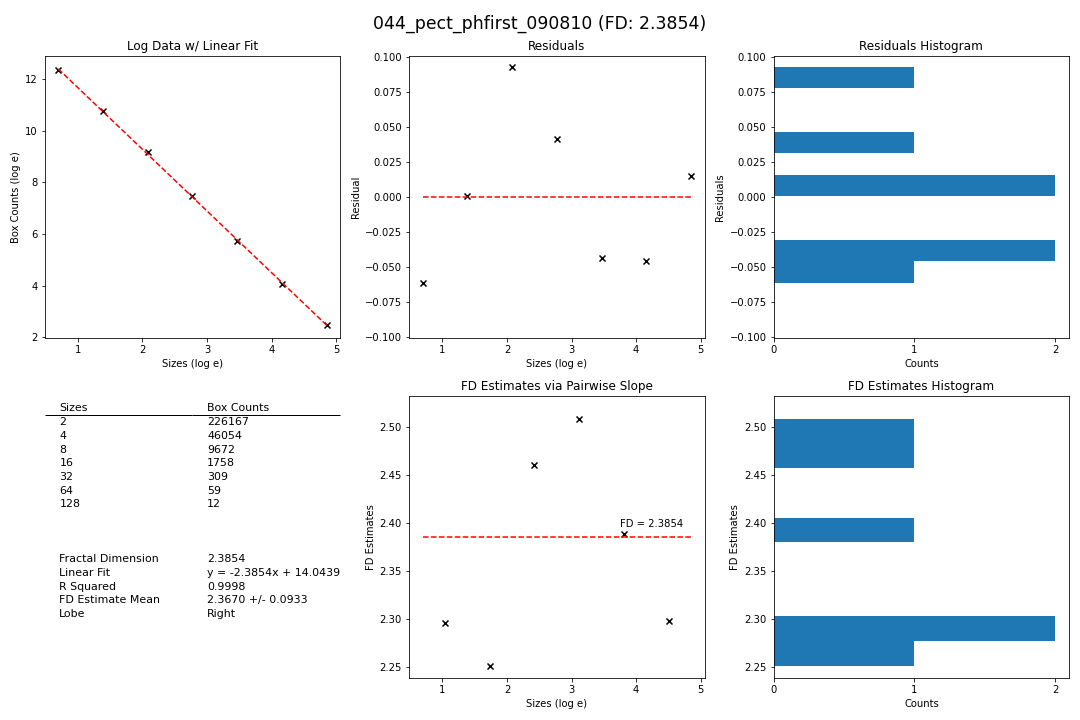 044_pect_phfirst_090810 (FD: 2.3854)
Log Data w/ Linear Fit
Box Counts (log e)
12
10
8
6
4
2
1 2 3 4 5
Sizes (log e)
Residuals
Residual
0.100
0.075
0.050
0.025
0.000
−0.025
−0.050
−0.075
−0.100
1 2 3 4 5
Sizes (log e)
Residuals Histogram
Residuals
0.100
0.075
0.050
0.025
0.000
−0.025
−0.050
−0.075
−0.100
0 1 2
Counts
Sizes Box Counts
2 226167
4 46054
8 9672
16 1758
32 309
64 59
128 12
Fractal Dimension 2.3854
Linear Fit y = -2.3854x + 14.0439
R Squared 0.9998
FD Estimate Mean 2.3670 +/- 0.0933
Lobe Right
FD Estimates via Pairwise Slope
FD Estimates
2.50
2.45
2.40
2.35
2.30
2.25
FD = 2.3854
1 2 3 4 5
Sizes (log e)
FD Estimates Histogram
FD Estimates
2.50
2.45
2.40
2.35
2.30
2.25
0 1 2
Counts